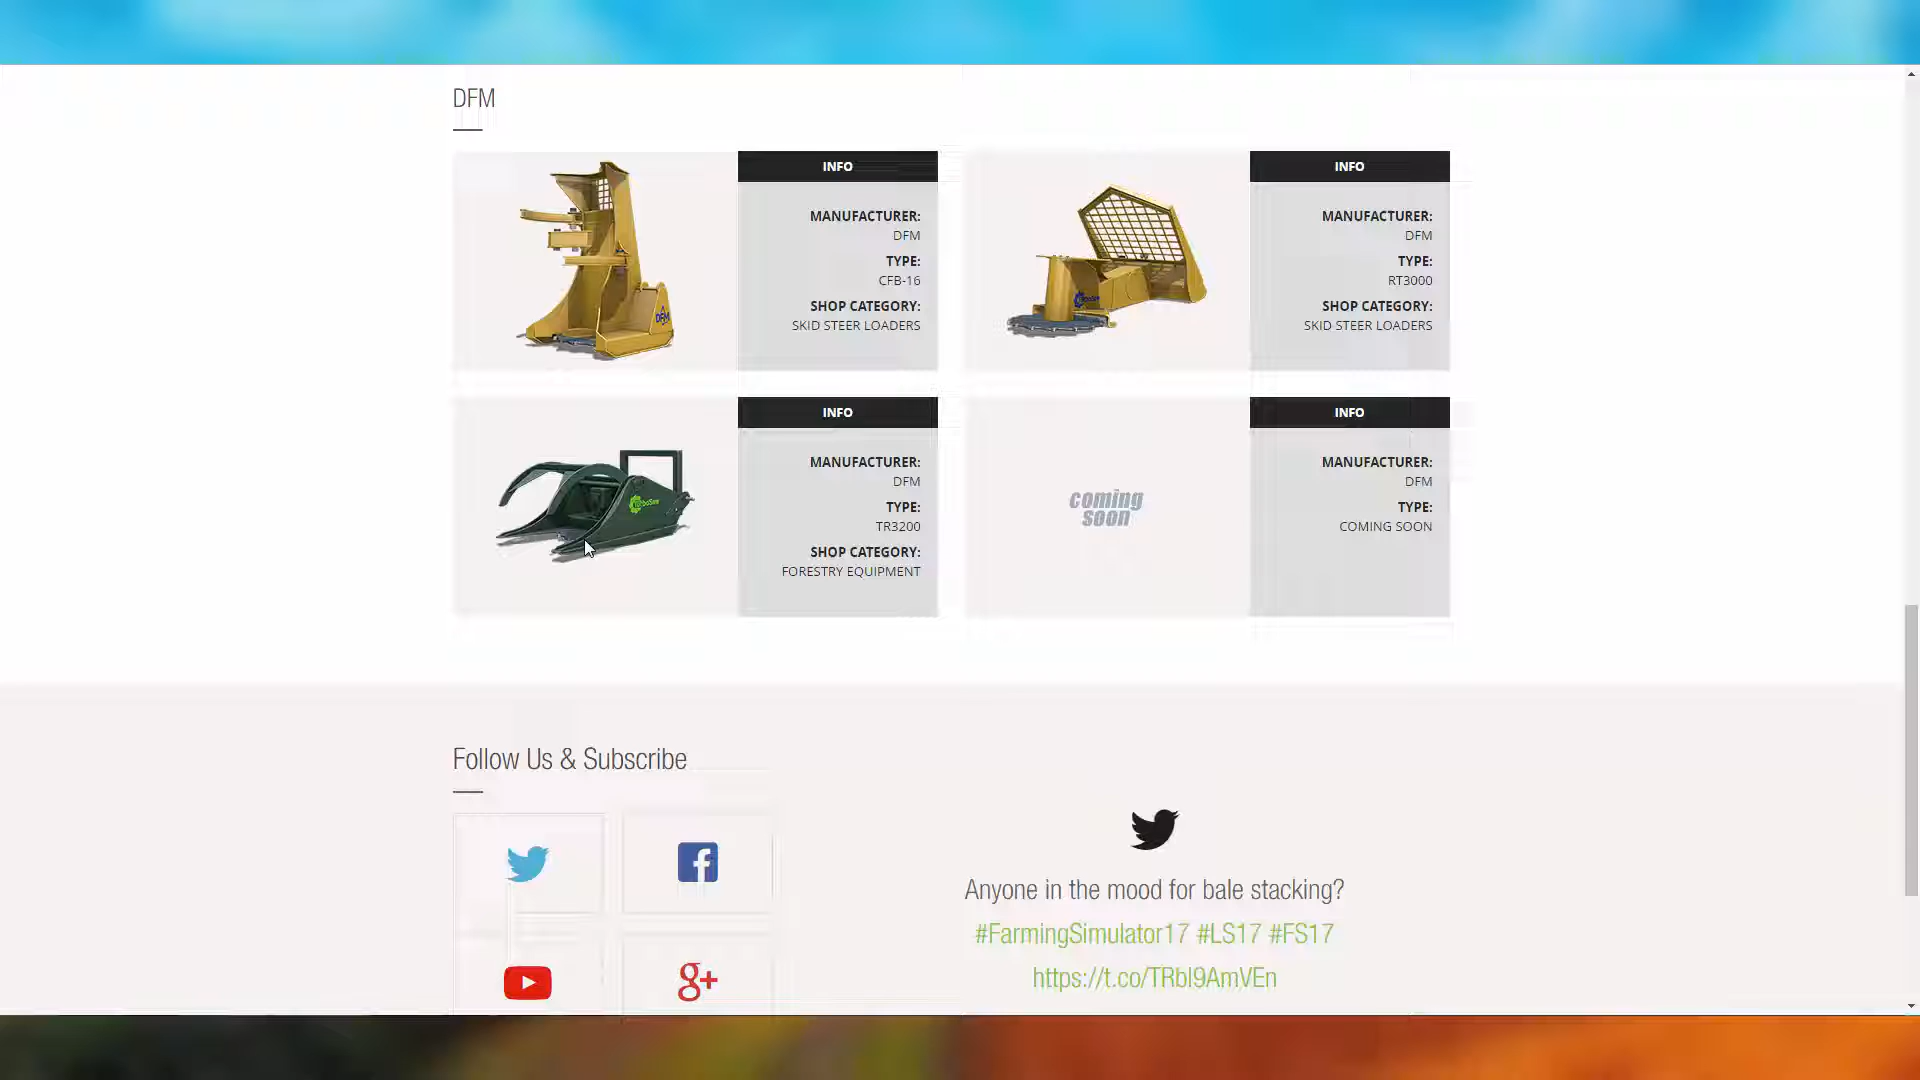 DFM
INFO
MANUFACTURER:
DFM
TYPE:
CFB-16
SHOP CATEGORY:
SKID STEER LOADERS
DFM
INFO
MANUFACTURER:
DFM
TYPE:
RT3000
SHOP CATEGORY:
SKID STEER LOADERS
INFO
MANUFACTURER:
DFM
TYPE:
TR3200
SHOP CATEGORY:
FORESTRY EQUIPMENT
coming
soon
INFO
MANUFACTURER:
DFM
TYPE:
COMING SOON
Follow Us & Subscribe
f
g+
Anyone in the mood for bale stacking?
#FarmingSimulator17 #LS17 #FS17
https://t.co/TRbI9AmVEn